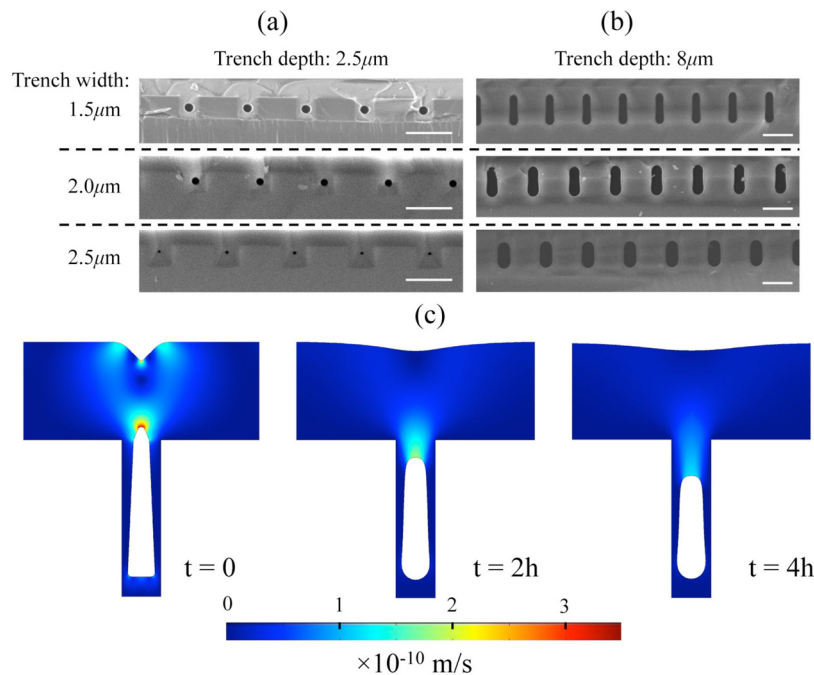 (a) (b)
Trench depth: 2.5μm Trench depth: 8μm
Trench width:
1.5μm
2.0μm
2.5μm
(c)
t = 0 t = 2h t = 4h
0 1 2 3
×10⁻¹⁰ m/s